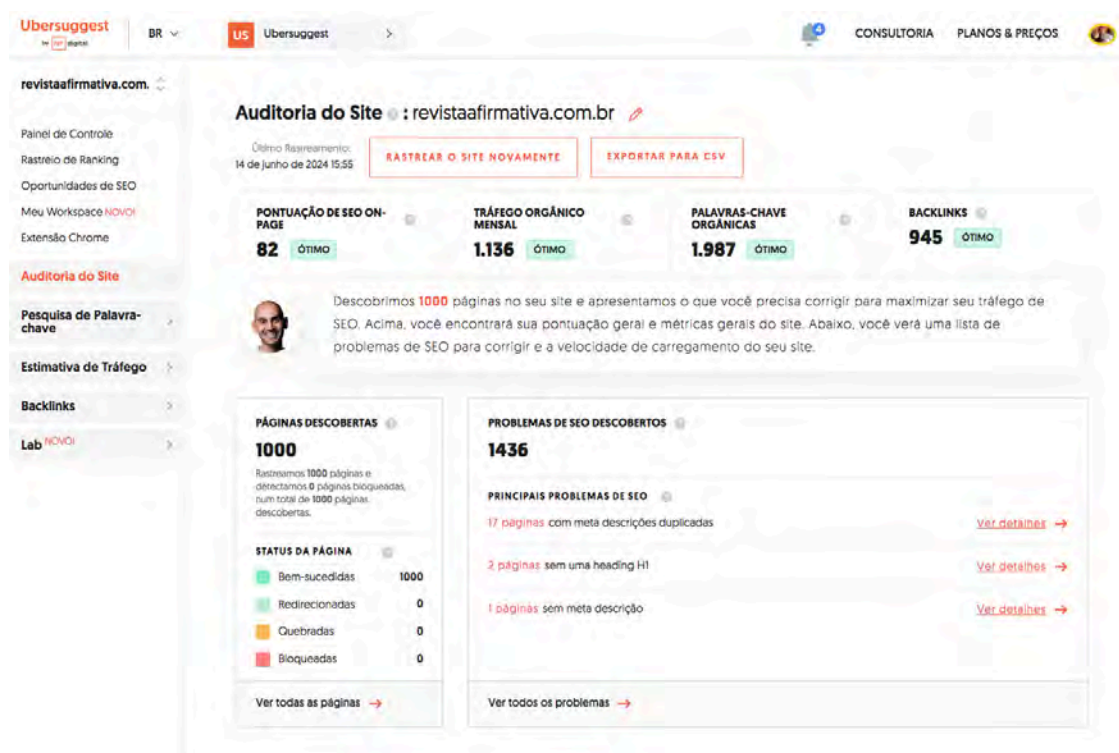 Ubersuggest
by NP digital
BR
US Ubersuggest
4
CONSULTORIA
PLANOS & PREÇOS
revistaafirmativa.com.
Painel de Controle
Rastreio de Ranking
Oportunidades de SEO
Meu Workspace NOVO!
Extensão Chrome
Auditoria do Site
Pesquisa de Palavra-
chave
Estimativa de Tráfego
Backlinks
Lab NOVO!
Auditoria do Site : revistaafirmativa.com.br
Último Rastreamento:
14 de junho de 2024 15:55
RASTREAR O SITE NOVAMENTE
EXPORTAR PARA CSV
PONTUAÇÃO DE SEO ON-
PAGE
82 ÓTIMO
TRÁFEGO ORGÂNICO
MENSAL
1.136 ÓTIMO
PALAVRAS-CHAVE
ORGÂNICAS
1.987 ÓTIMO
BACKLINKS
945 ÓTIMO
Descobrimos 1000 páginas no seu site e apresentamos o que você precisa corrigir para maximizar seu tráfego de
SEO. Acima, você encontrará sua pontuação geral e métricas gerais do site. Abaixo, você verá uma lista de
problemas de SEO para corrigir e a velocidade de carregamento do seu site.
PÁGINAS DESCOBERTAS
1000
Rastreamos 1000 páginas e
detectamos 0 páginas bloqueadas,
num total de 1000 páginas
descobertas.
STATUS DA PÁGINA
Bem-sucedidas 1000
Redirecionadas 0
Quebradas 0
Bloqueadas 0
Ver todas as páginas →
PROBLEMAS DE SEO DESCOBERTOS
1436
PRINCIPAIS PROBLEMAS DE SEO
17 páginas com meta descrições duplicadas Ver detalhes →
2 páginas sem uma heading H1 Ver detalhes →
1 páginas sem meta descrição Ver detalhes →
Ver todos os problemas →